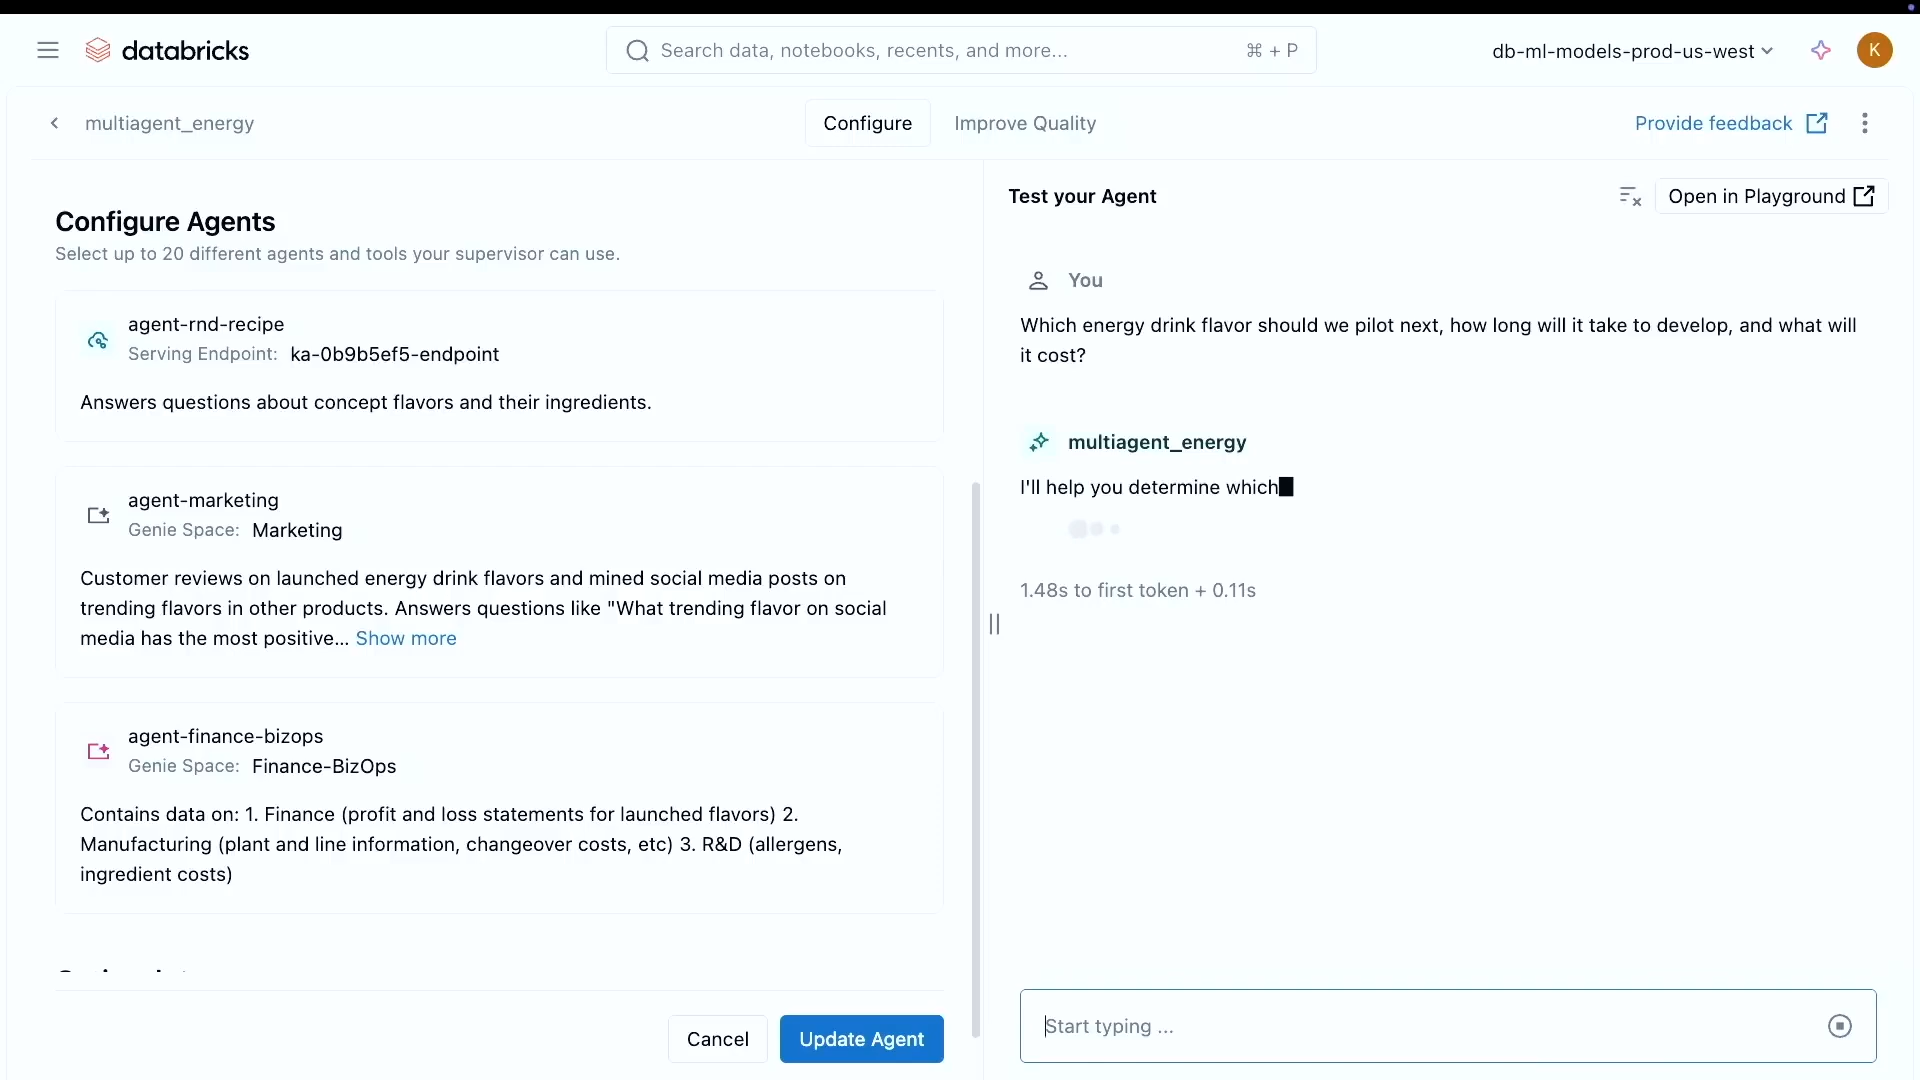 databricks
Search data, notebooks, recents, and more...
⌘ + P
db-ml-models-prod-us-west
K
multiagent_energy
Configure
Improve Quality
Provide feedback
Configure Agents
Select up to 20 different agents and tools your supervisor can use.
agent-rnd-recipe
Serving Endpoint: ka-0b9b5ef5-endpoint
Answers questions about concept flavors and their ingredients.
agent-marketing
Genie Space: Marketing
Customer reviews on launched energy drink flavors and mined social media posts on
trending flavors in other products. Answers questions like "What trending flavor on social
media has the most positive... Show more
agent-finance-bizops
Genie Space: Finance-BizOps
Contains data on: 1. Finance (profit and loss statements for launched flavors) 2.
Manufacturing (plant and line information, changeover costs, etc) 3. R&D (allergens,
ingredient costs)
Cancel
Update Agent
Test your Agent
Open in Playground
You
Which energy drink flavor should we pilot next, how long will it take to develop, and what will
it cost?
multiagent_energy
I'll help you determine which
1.48s to first token + 0.11s
Start typing ...